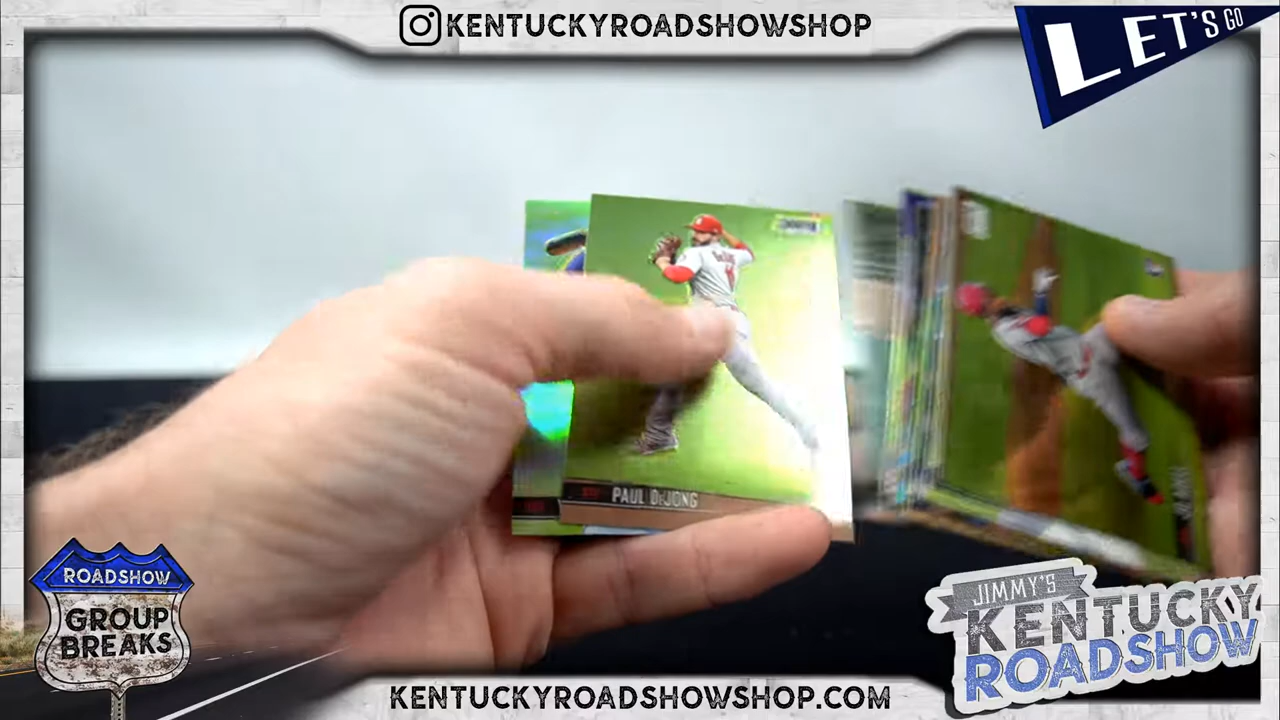 KENTUCKYROADSHOWSHOP
LET'S GO
PAUL DEJONG
ROADSHOW
GROUP
BREAKS
JIMMY'S
KENTUCKY
ROADSHOW
KENTUCKYROADSHOWSHOP.COM